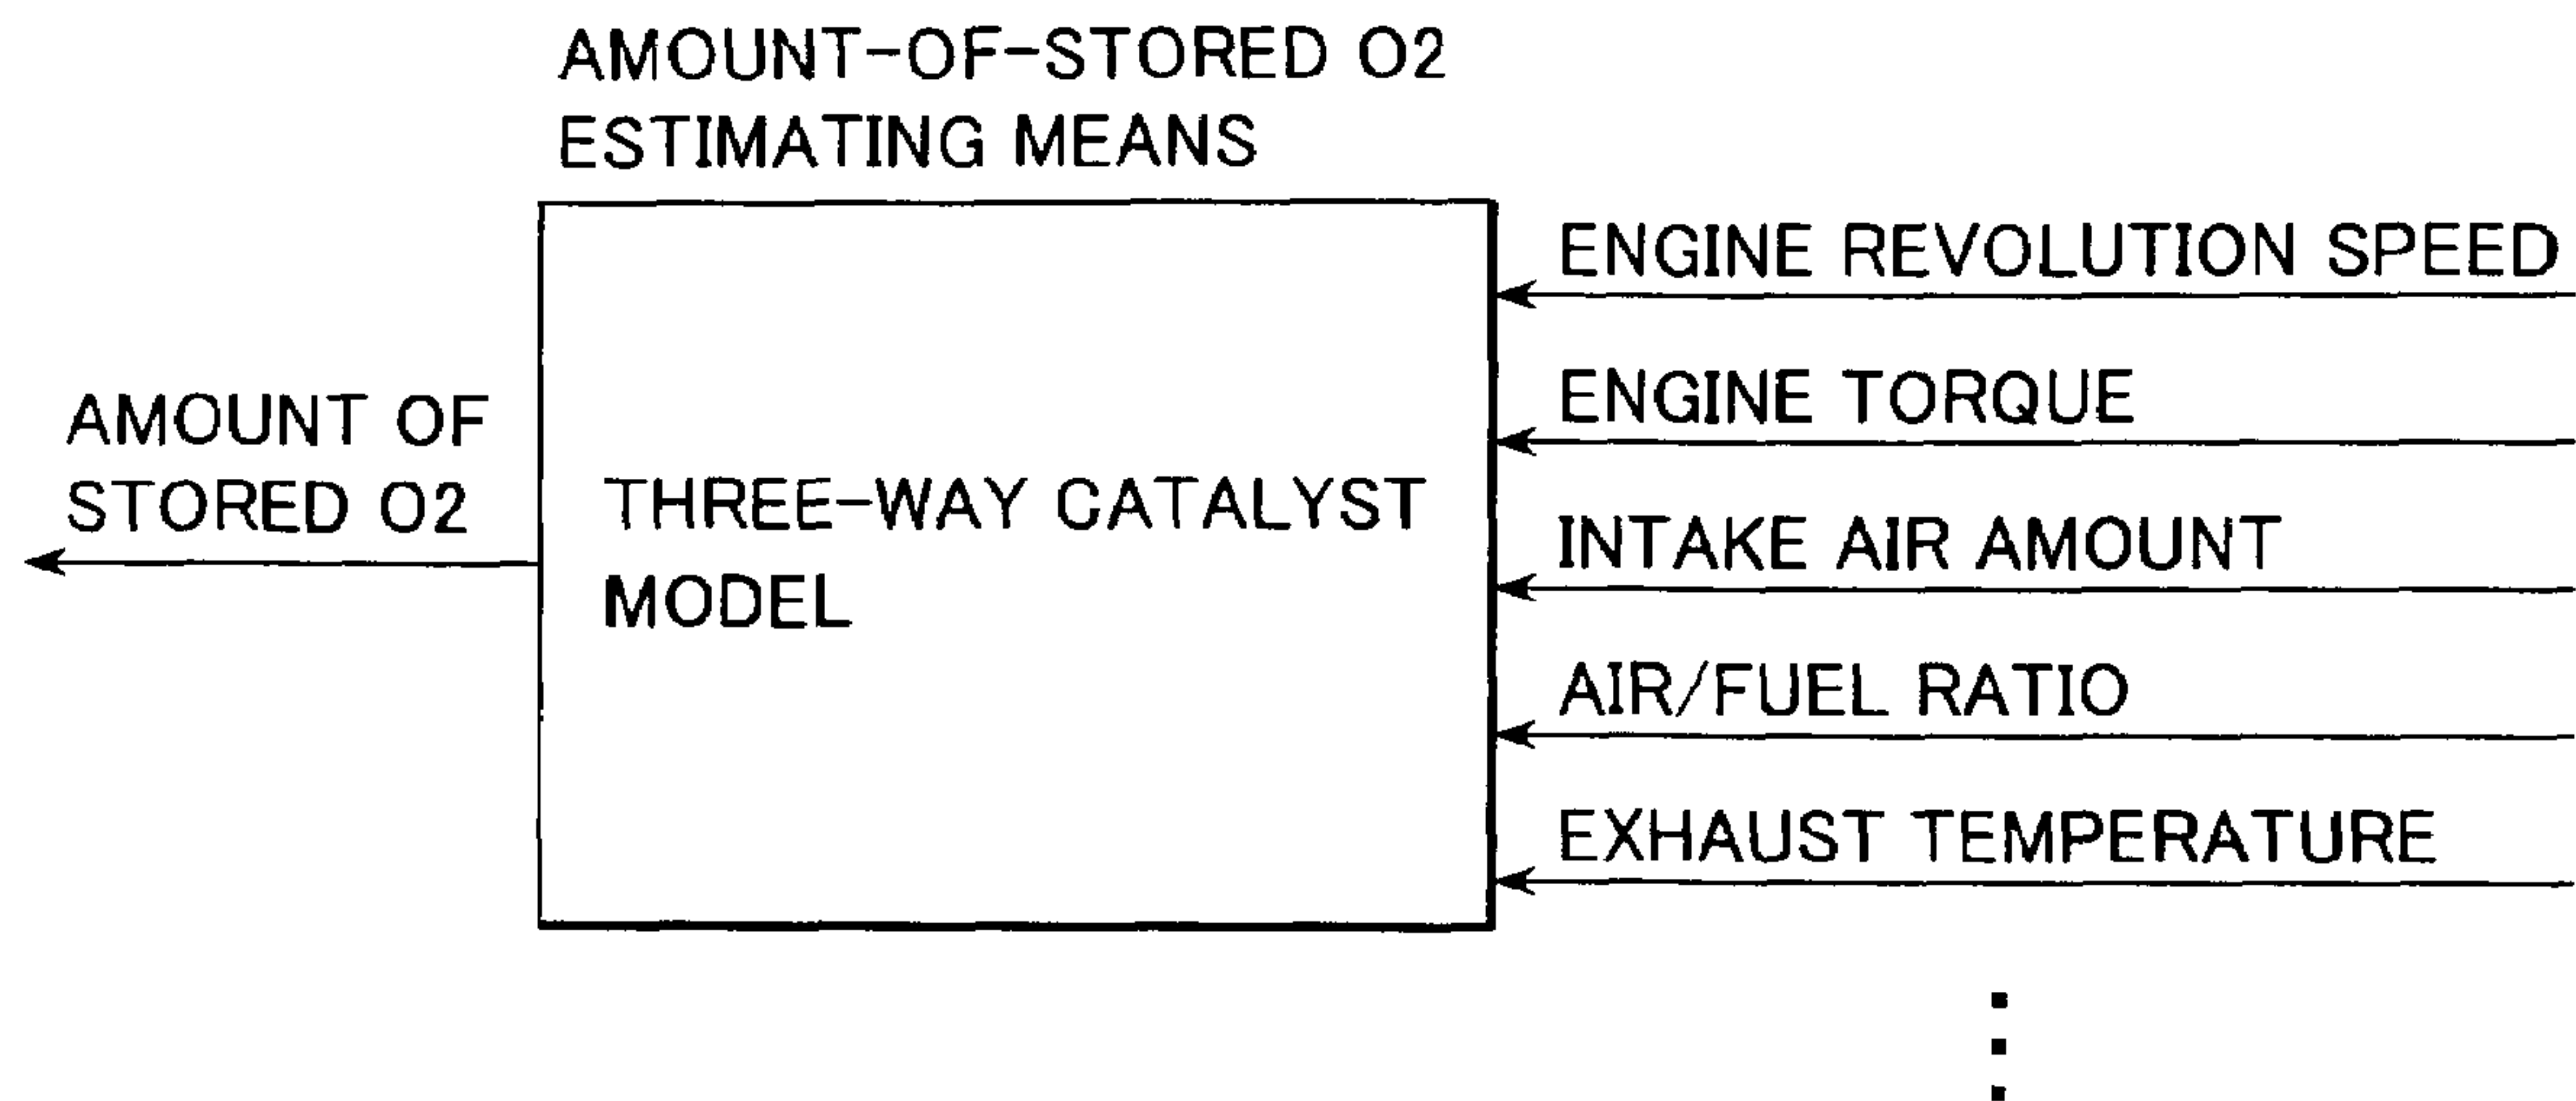 AMOUNT-OF-STORED O2
ESTIMATING MEANS
ENGINE REVOLUTION SPEED
ENGINE TORQUE
AMOUNT OF
STORED O2
THREE-WAY CATALYST
MODEL
INTAKE AIR AMOUNT
AIR/FUEL RATIO
EXHAUST TEMPERATURE